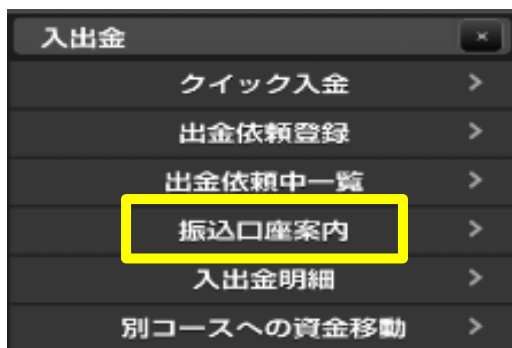 入出金
クイック入金
出金依頼登録
出金依頼中一覧
振込口座案内
入出金明細
別コースへの資金移動